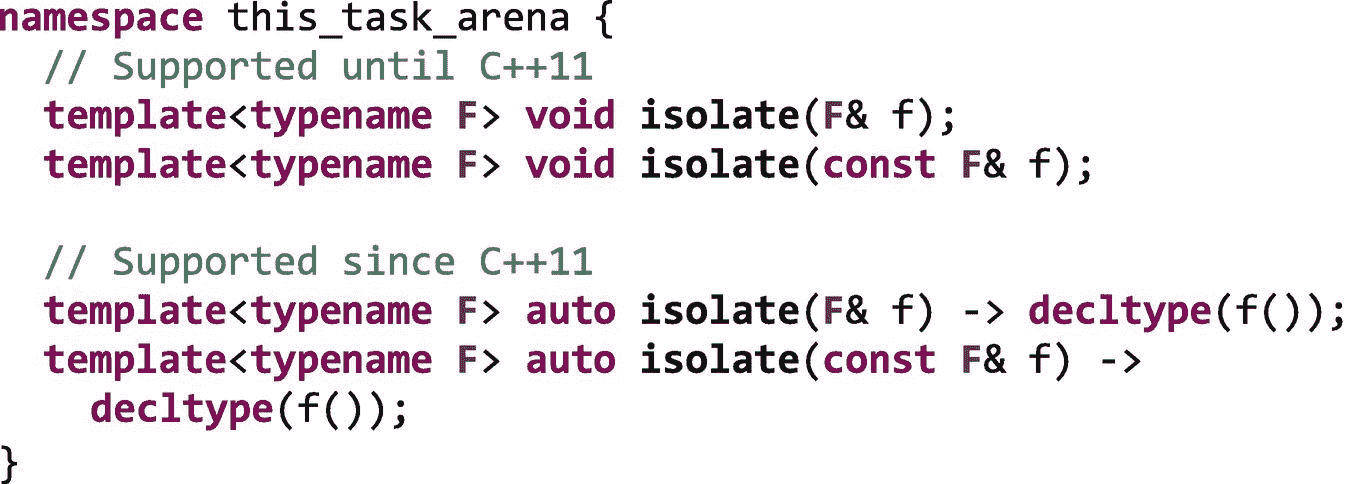 namespace this_task_arena {
  // Supported until C++11
  template<typename F> void isolate(F& f);
  template<typename F> void isolate(const F& f);

  // Supported since C++11
  template<typename F> auto isolate(F& f) -> decltype(f());
  template<typename F> auto isolate(const F& f) ->
    decltype(f());
}